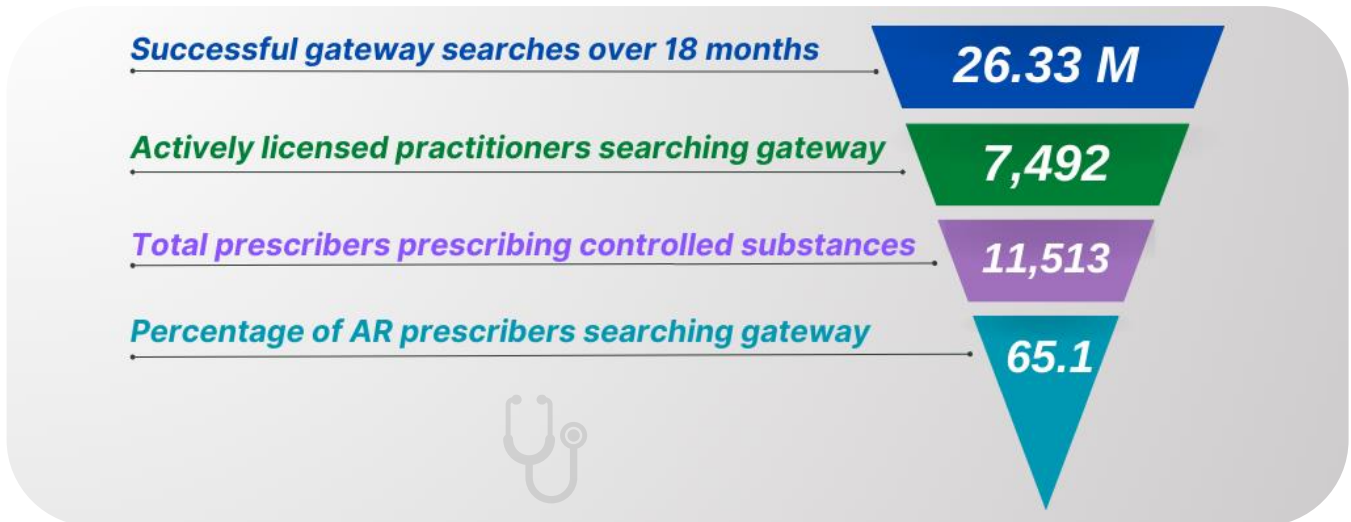 Successful gateway searches over 18 months
26.33 M
Actively licensed practitioners searching gateway
7,492
Total prescribers prescribing controlled substances
11,513
Percentage of AR prescribers searching gateway
65.1